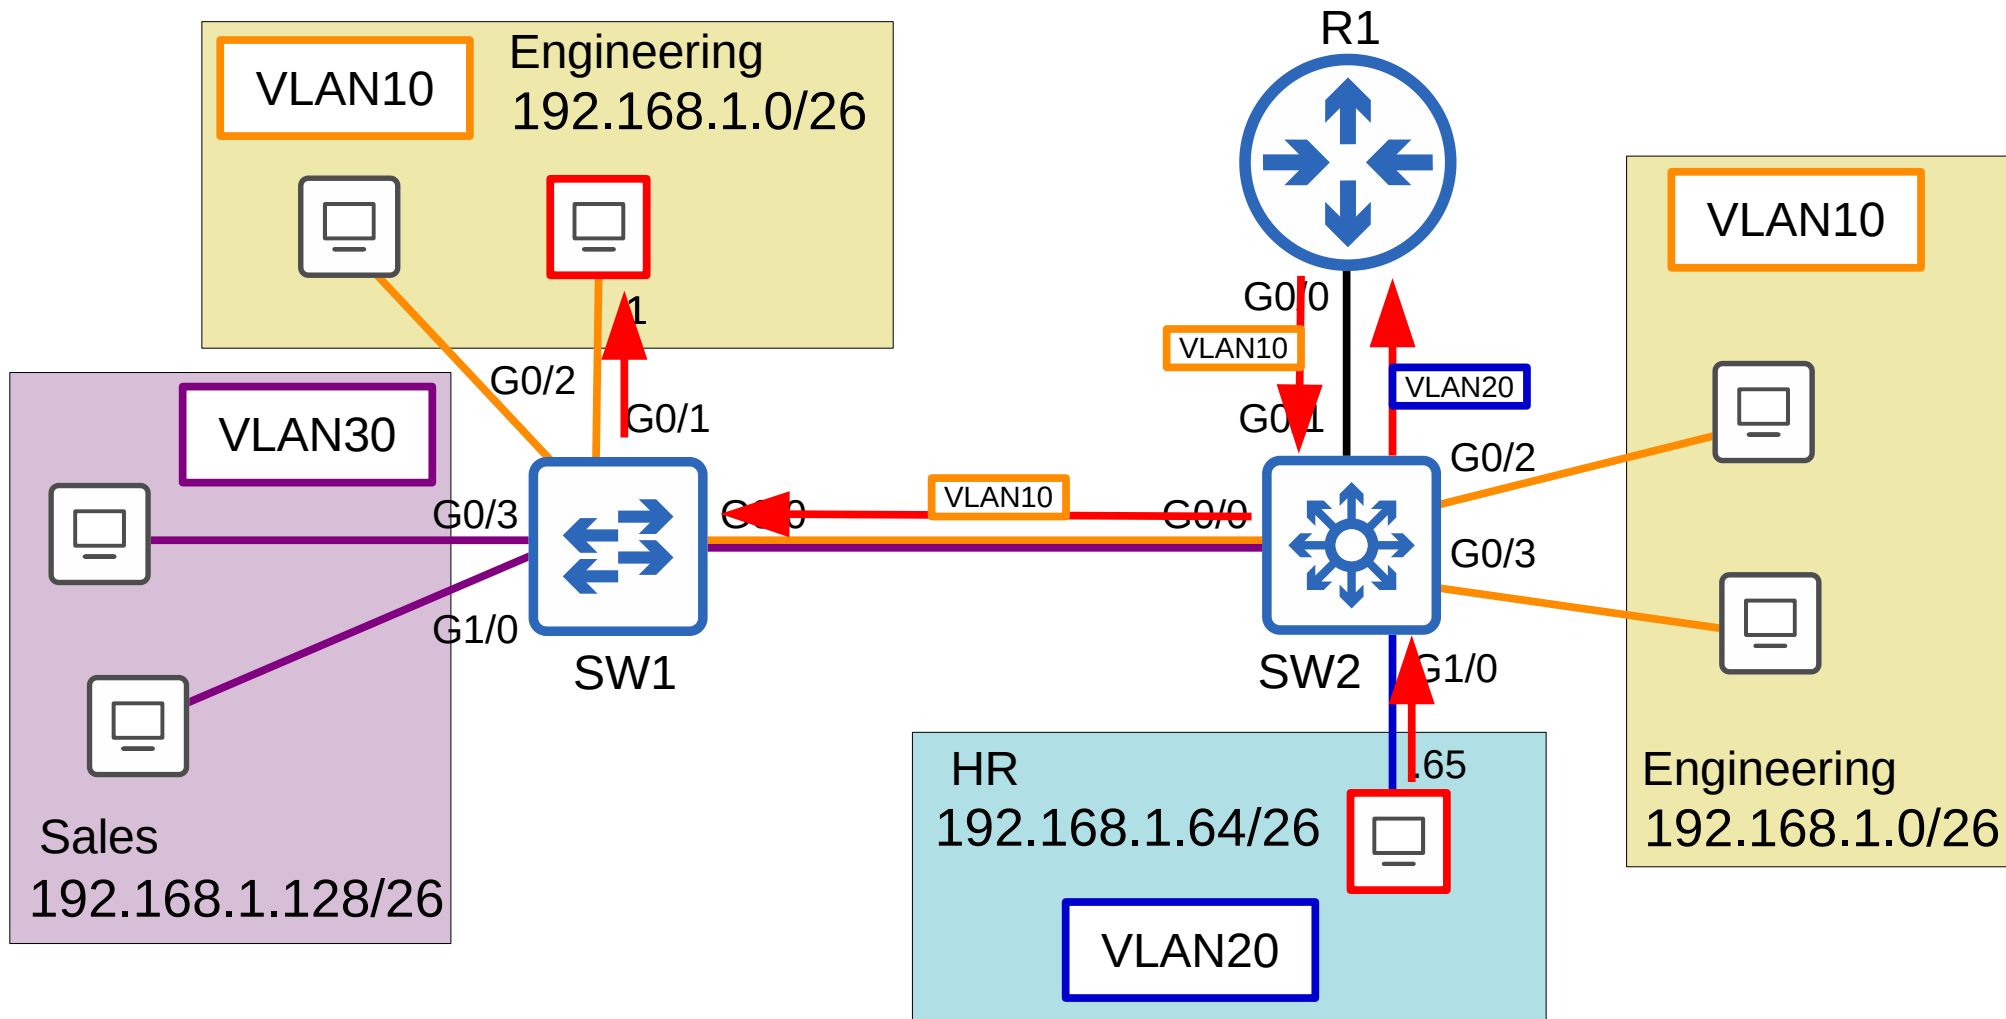 R1
VLAN10
Engineering
192.168.1.0/26
VLAN10
G0/0
1
VLAN10
VLAN20
G0/2
VLAN30
G0/1
G0/1
G0/2
G0/3
G0/0
VLAN10
G0/0
G0/3
G1/0
SW1
SW2
G1/0
HR
.65
192.168.1.64/26
VLAN20
Engineering
192.168.1.0/26
Sales
192.168.1.128/26